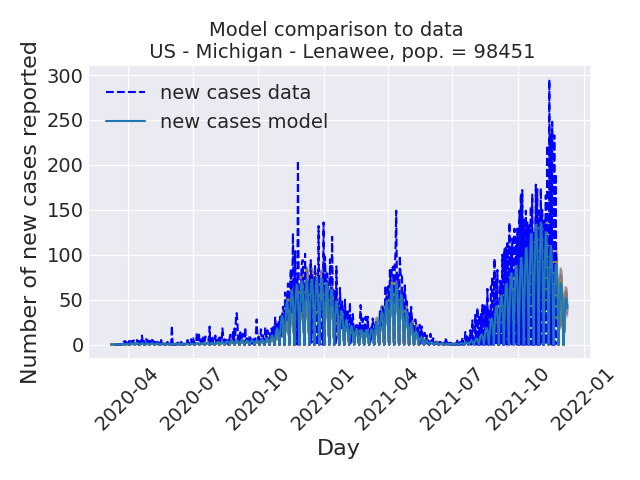 Model comparison to data
US - Michigan - Lenawee, pop. = 98451
Number of new cases reported
300
250
200
150
100
50
0
new cases data
new cases model
2020-04
2020-07
2020-10
2021-01
2021-04
2021-07
2021-10
2022-01
Day